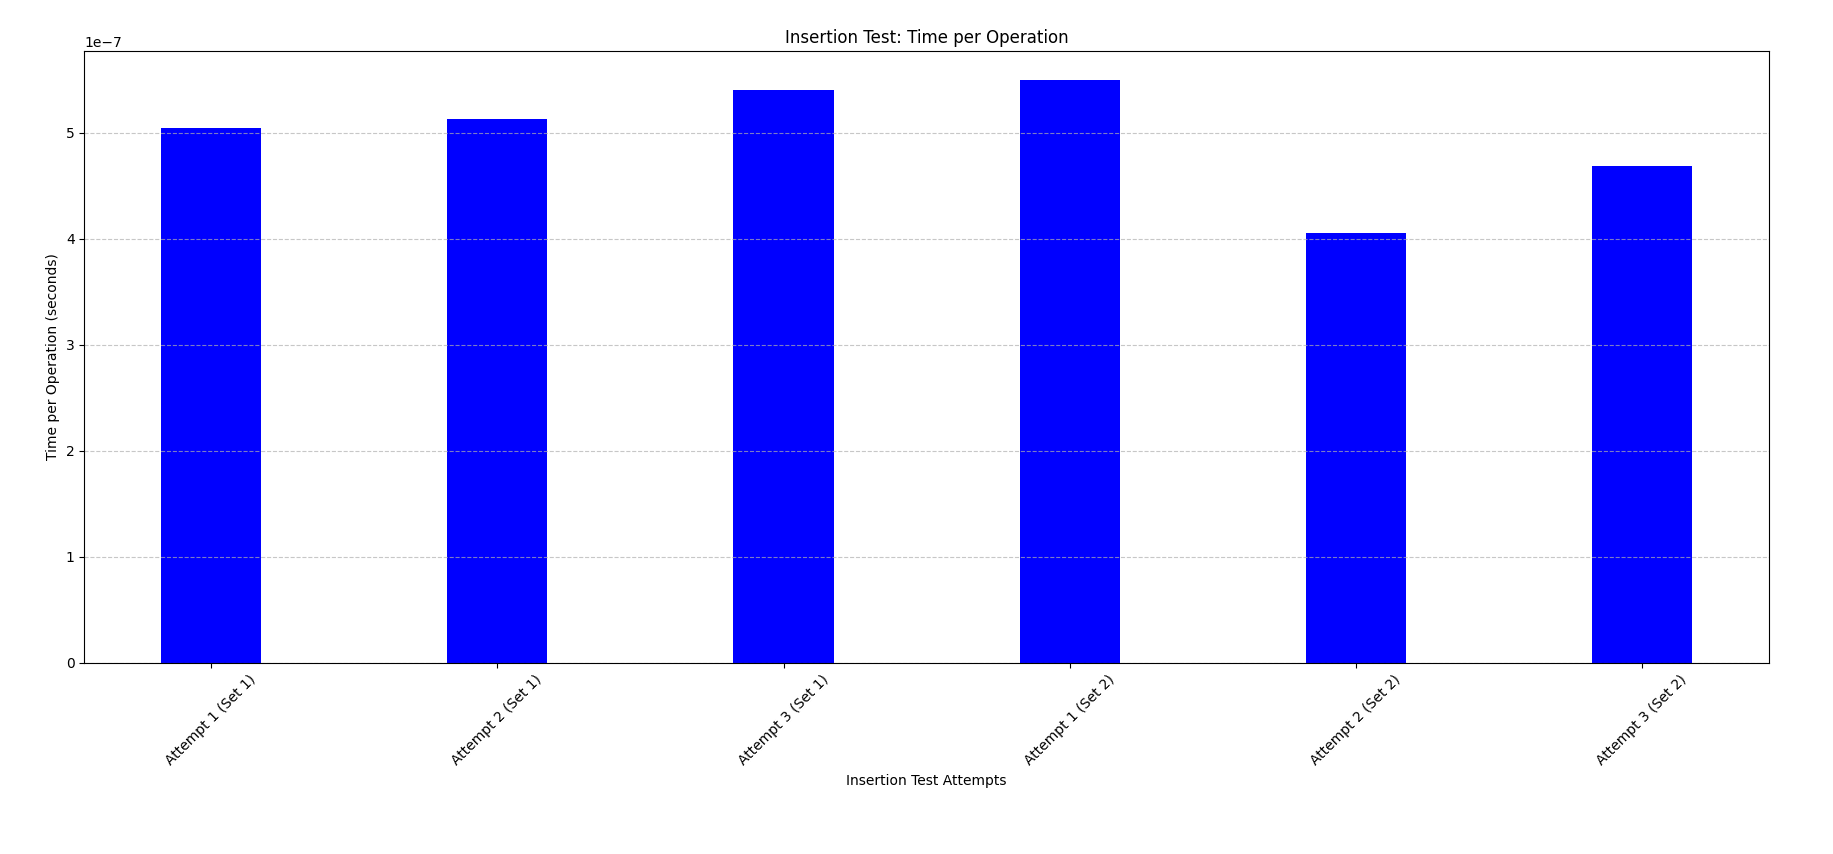 Insertion Test: Time per Operation
1e−7
5
4
3
2
1
0
Time per Operation (seconds)
Attempt 1 (Set 1)
Attempt 2 (Set 1)
Attempt 3 (Set 1)
Attempt 1 (Set 2)
Attempt 2 (Set 2)
Attempt 3 (Set 2)
Insertion Test Attempts